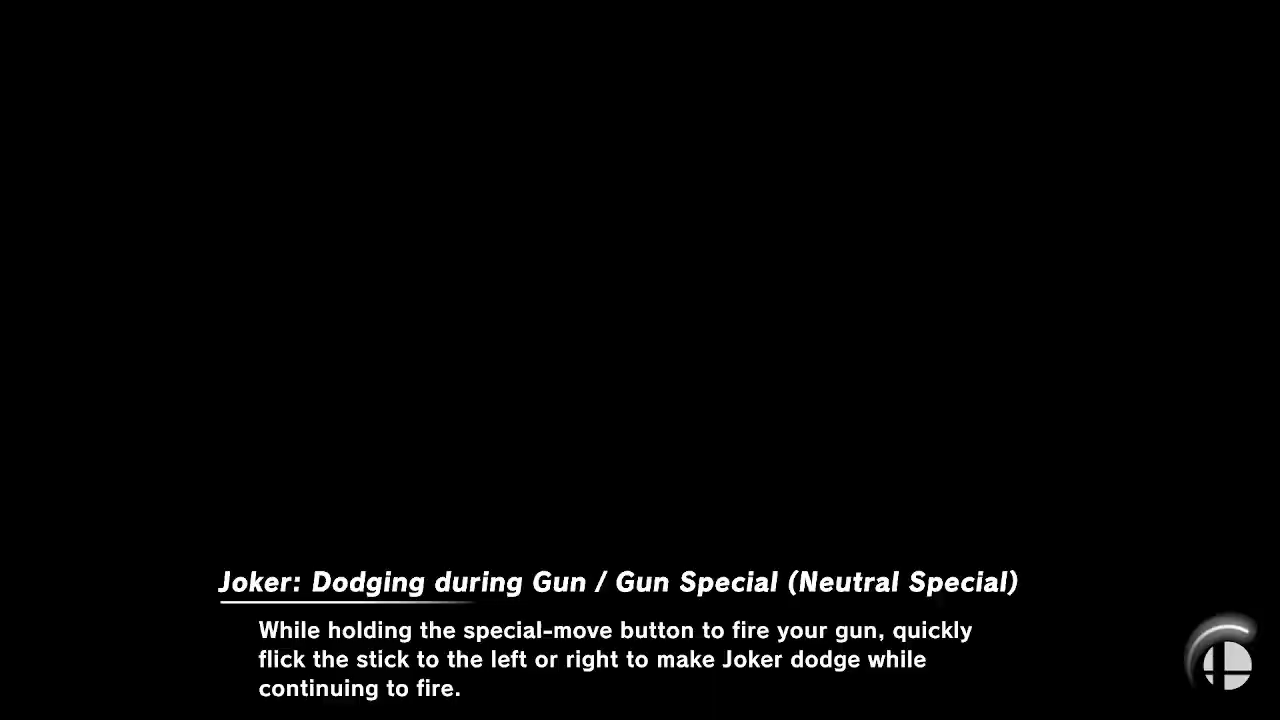 Joker: Dodging during Gun / Gun Special (Neutral Special)
While holding the special-move button to fire your gun, quickly
flick the stick to the left or right to make Joker dodge while
continuing to fire.